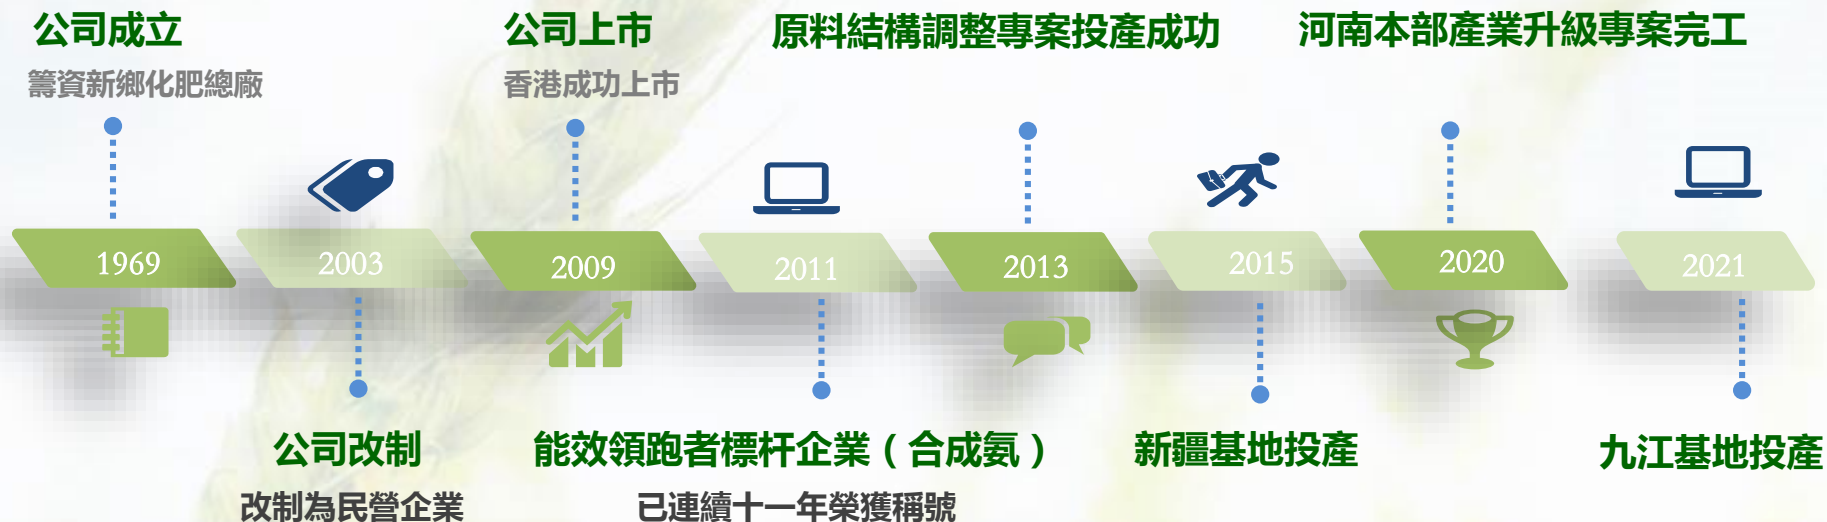 公司成立
籌資新鄉化肥總廠
公司上市
香港成功上市
原料結構調整專案投產成功
河南本部產業升級專案完工
1969
2003
2009
2011
2013
2015
2020
2021
公司改制
改制為民營企業
能效領跑者標杆企業（合成氨）
已連續十一年榮獲稱號
新疆基地投產
九江基地投產